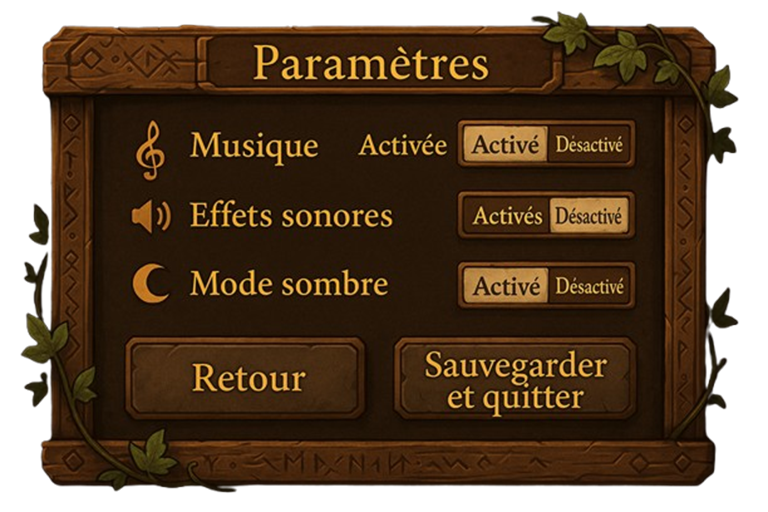 Paramètres
Musique Activée Activé Désactivé
Effets sonores Activés Désactivé
Mode sombre Activé Désactivé
Retour
Sauvegarder
et quitter